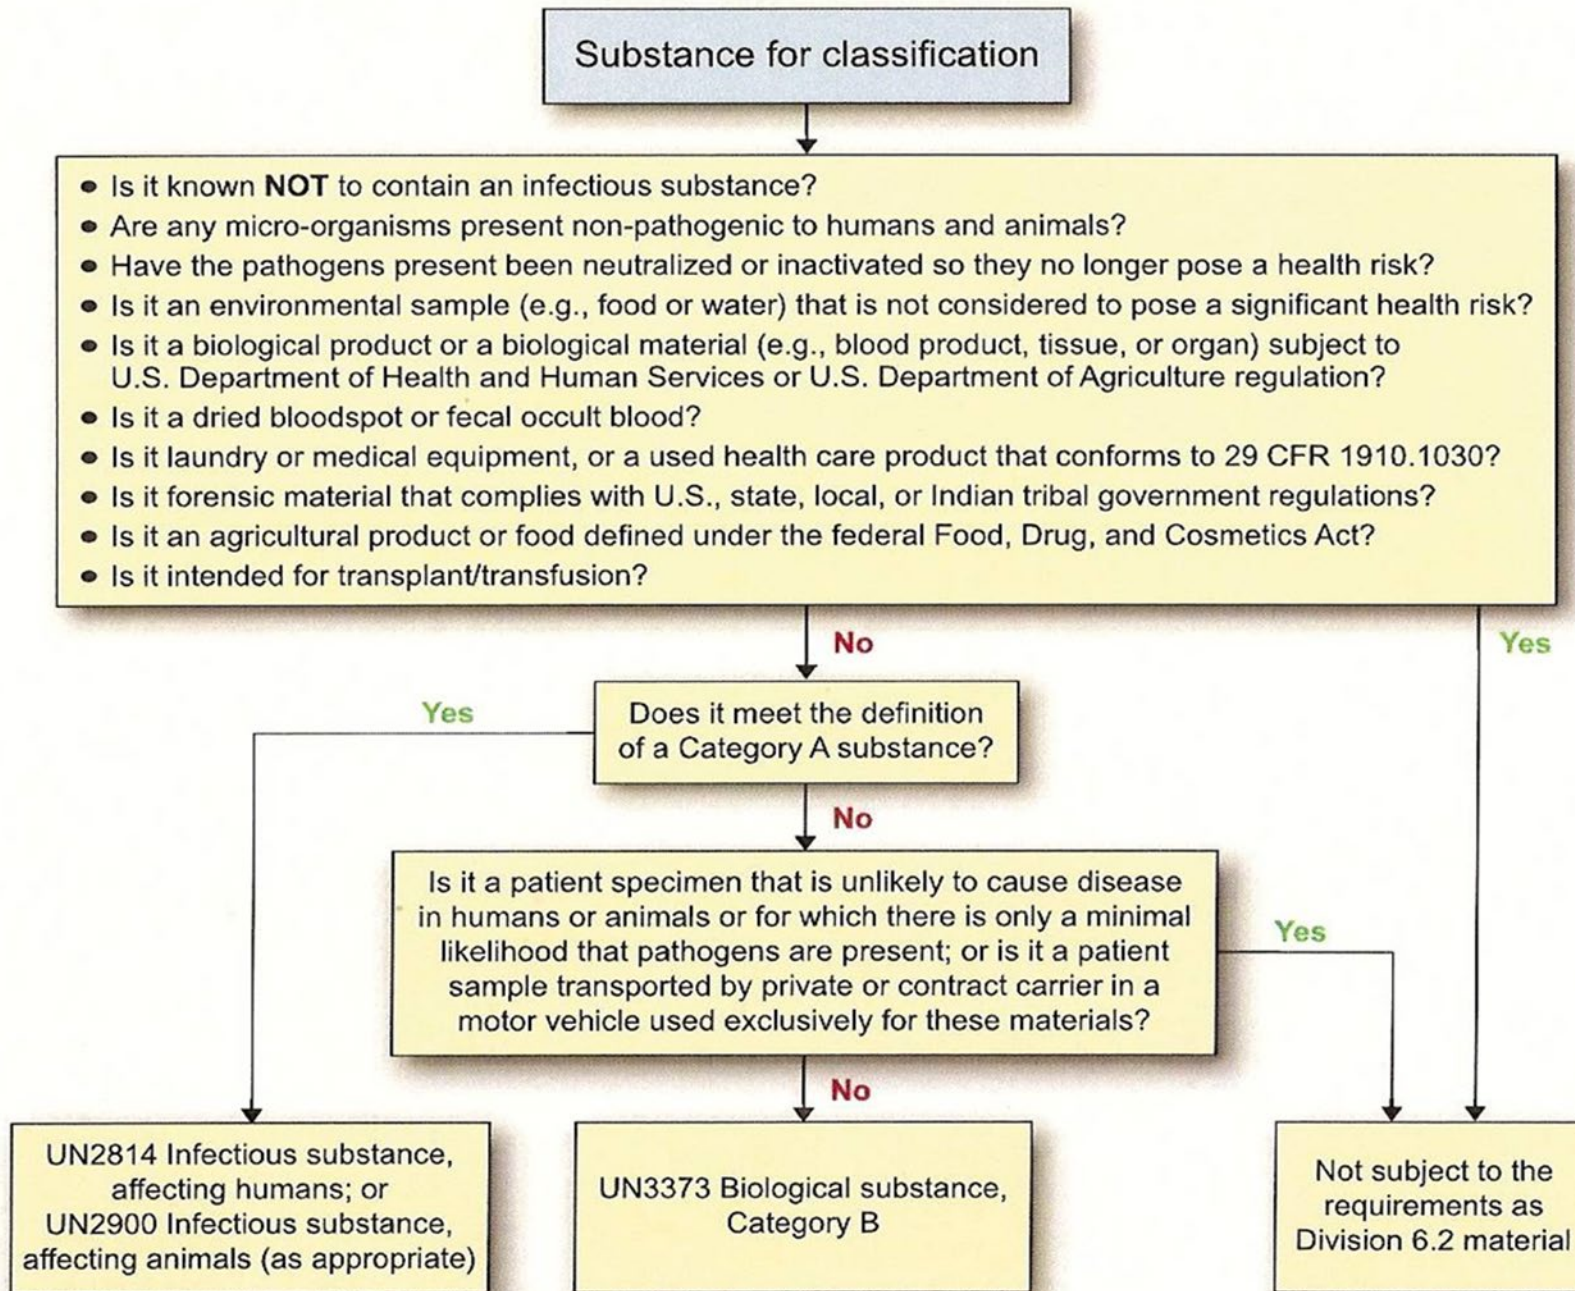 Substance for classification
• Is it known NOT to contain an infectious substance?
• Are any micro-organisms present non-pathogenic to humans and animals?
• Have the pathogens present been neutralized or inactivated so they no longer pose a health risk?
• Is it an environmental sample (e.g., food or water) that is not considered to pose a significant health risk?
• Is it a biological product or a biological material (e.g., blood product, tissue, or organ) subject to
U.S. Department of Health and Human Services or U.S. Department of Agriculture regulation?
• Is it a dried bloodspot or fecal occult blood?
• Is it laundry or medical equipment, or a used health care product that conforms to 29 CFR 1910.1030?
• Is it forensic material that complies with U.S., state, local, or Indian tribal government regulations?
• Is it an agricultural product or food defined under the federal Food, Drug, and Cosmetics Act?
• Is it intended for transplant/transfusion?
No
Yes
Yes
Does it meet the definition
of a Category A substance?
No
Is it a patient specimen that is unlikely to cause disease
in humans or animals or for which there is only a minimal
likelihood that pathogens are present; or is it a patient
sample transported by private or contract carrier in a
motor vehicle used exclusively for these materials?
Yes
No
UN2814 Infectious substance,
affecting humans; or
UN2900 Infectious substance,
affecting animals (as appropriate)
UN3373 Biological substance,
Category B
Not subject to the
requirements as
Division 6.2 material